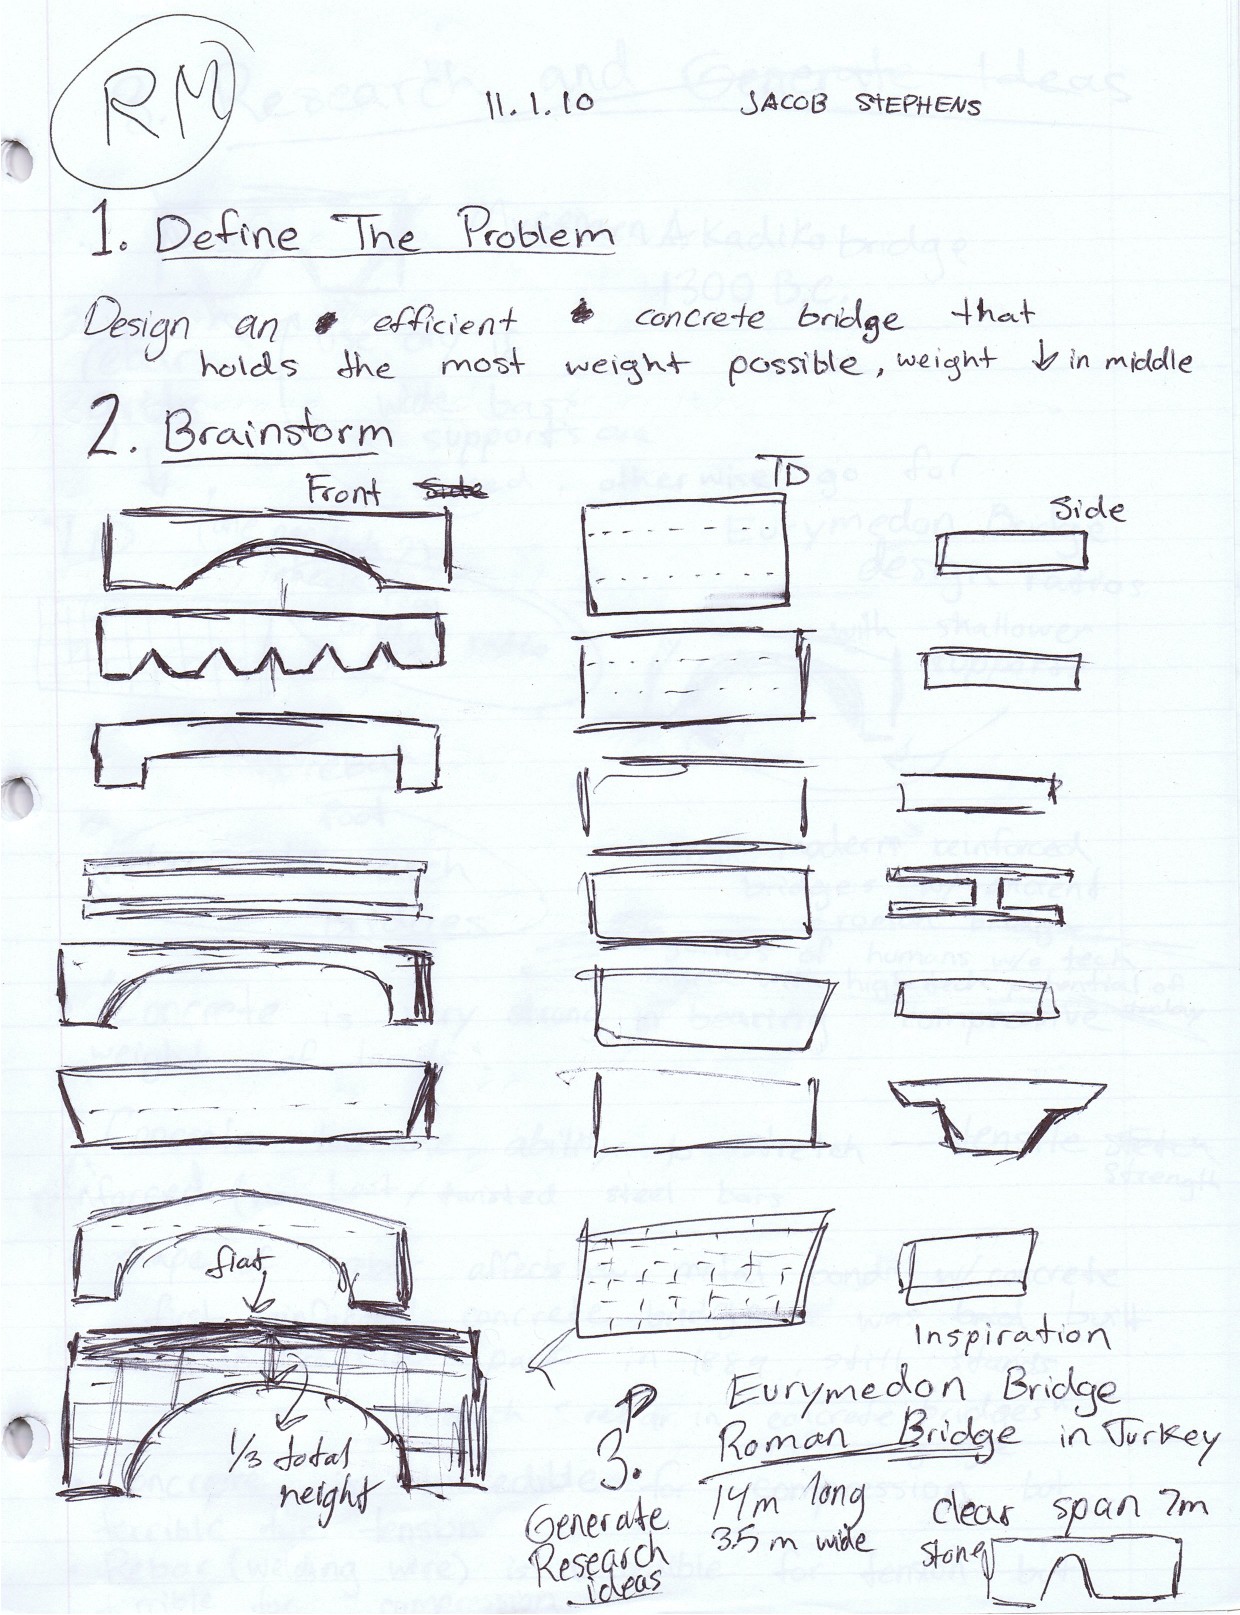 RM
11.1.10 JACOB STEPHENS
1. Define The Problem
Design an efficient concrete bridge that
holds the most weight possible, weight ↓ in middle
2. Brainstorm
Front Side
TD
Side
flat
1/3 total
height
Inspiration
Eurymedon Bridge
Roman Bridge in Turkey
14m long
3.5 m wide
clear span 7m
stone
3.
Generate
Research
ideas